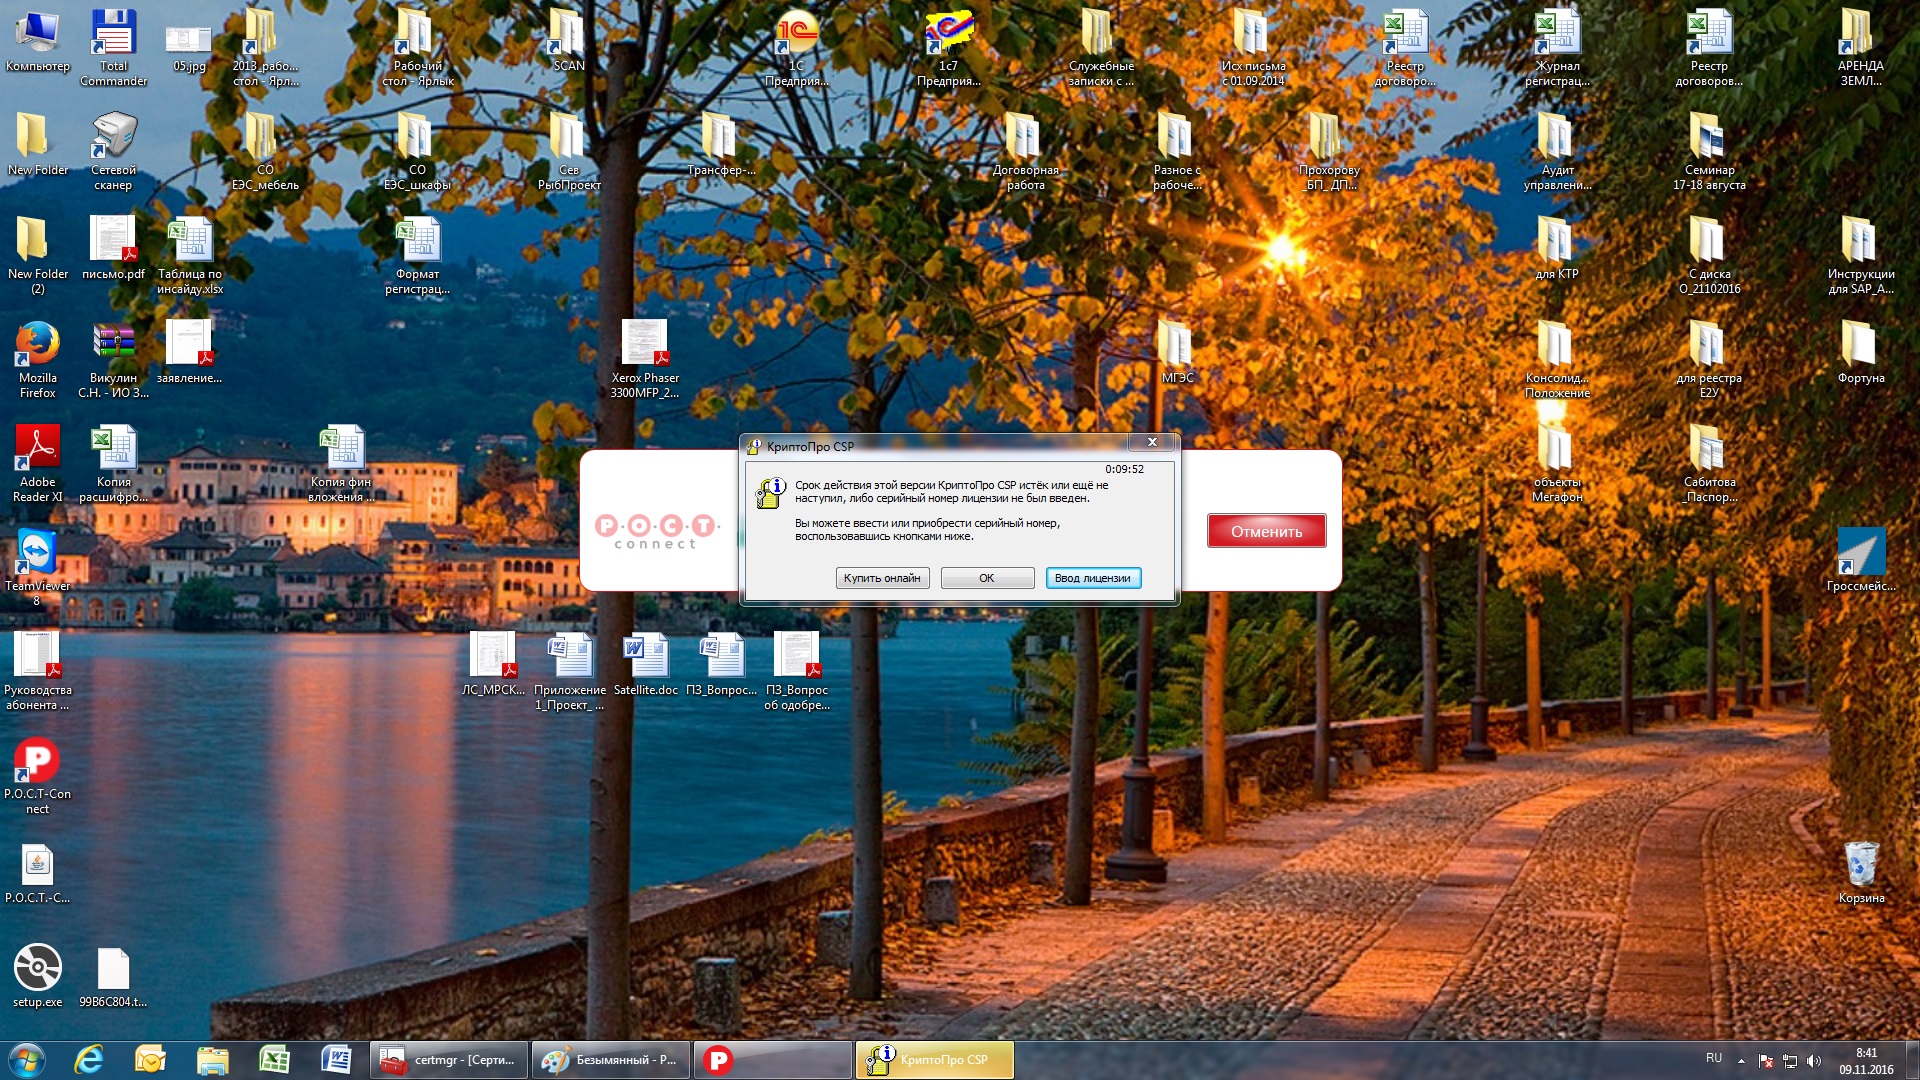 Компьютер
Total
Commander
05.jpg
2013_рабо...
стол - Ярл...
Рабочий
стол - Ярлык
SCAN
1С
Предприя...
1с7
Предприя...
Служебные
записки с ...
Исх письма
с 01.09.2014
Реестр
договоро...
Журнал
регистрац...
Реестр
договоров...
АРЕНДА
ЗЕМЛ...
New Folder
Сетевой
сканер
СО
ЕЭС_мебель
СО
ЕЭС_шкафы
Сев
РыбПроект
Трансфер-...
Договорная
работа
Разное с
рабоче...
Прохорову
_БП_ ДП...
Аудит
управлени...
Семинар
17-18 августа
New Folder
(2)
письмо.pdf
Таблица по
инсайду.xlsx
Формат
регистрац...
для КТР
С диска
О_21102016
Инструкции
для SAP_A...
Mozilla
Firefox
Викулин
С.Н. - ИО З...
заявление...
Xerox Phaser
3300MFP_2...
МГЭС
Консолид...
Положение
для реестра
Е2У
Фортуна
Adobe
Reader XI
Копия
расшифро...
Копия фин
вложения ...
объекты
Мегафон
Сабитова
_Паспор...
КриптоПро CSP
0:09:52
Срок действия этой версии КриптоПро CSP истёк или ещё не
наступил, либо серийный номер лицензии не был введен.
Вы можете ввести или приобрести серийный номер,
воспользовавшись кнопками ниже.
Купить онлайн
OK
Ввод лицензии
Р·О·С·Т·
connect
Отменить
TeamViewer
8
Гроссмейс...
Руководства
абонента ...
ЛС_МРСК...
Приложение
1_Проект_ ...
Satellite.doc
ПЗ_Вопрос...
ПЗ_Вопрос
об одобре...
P.O.C.T-Con
nect
P.O.C.T.-C...
Корзина
setup.exe
99B6C804.t...
certmgr - [Серти...
Безымянный - P...
КриптоПро CSP
RU
8:41
09.11.2016